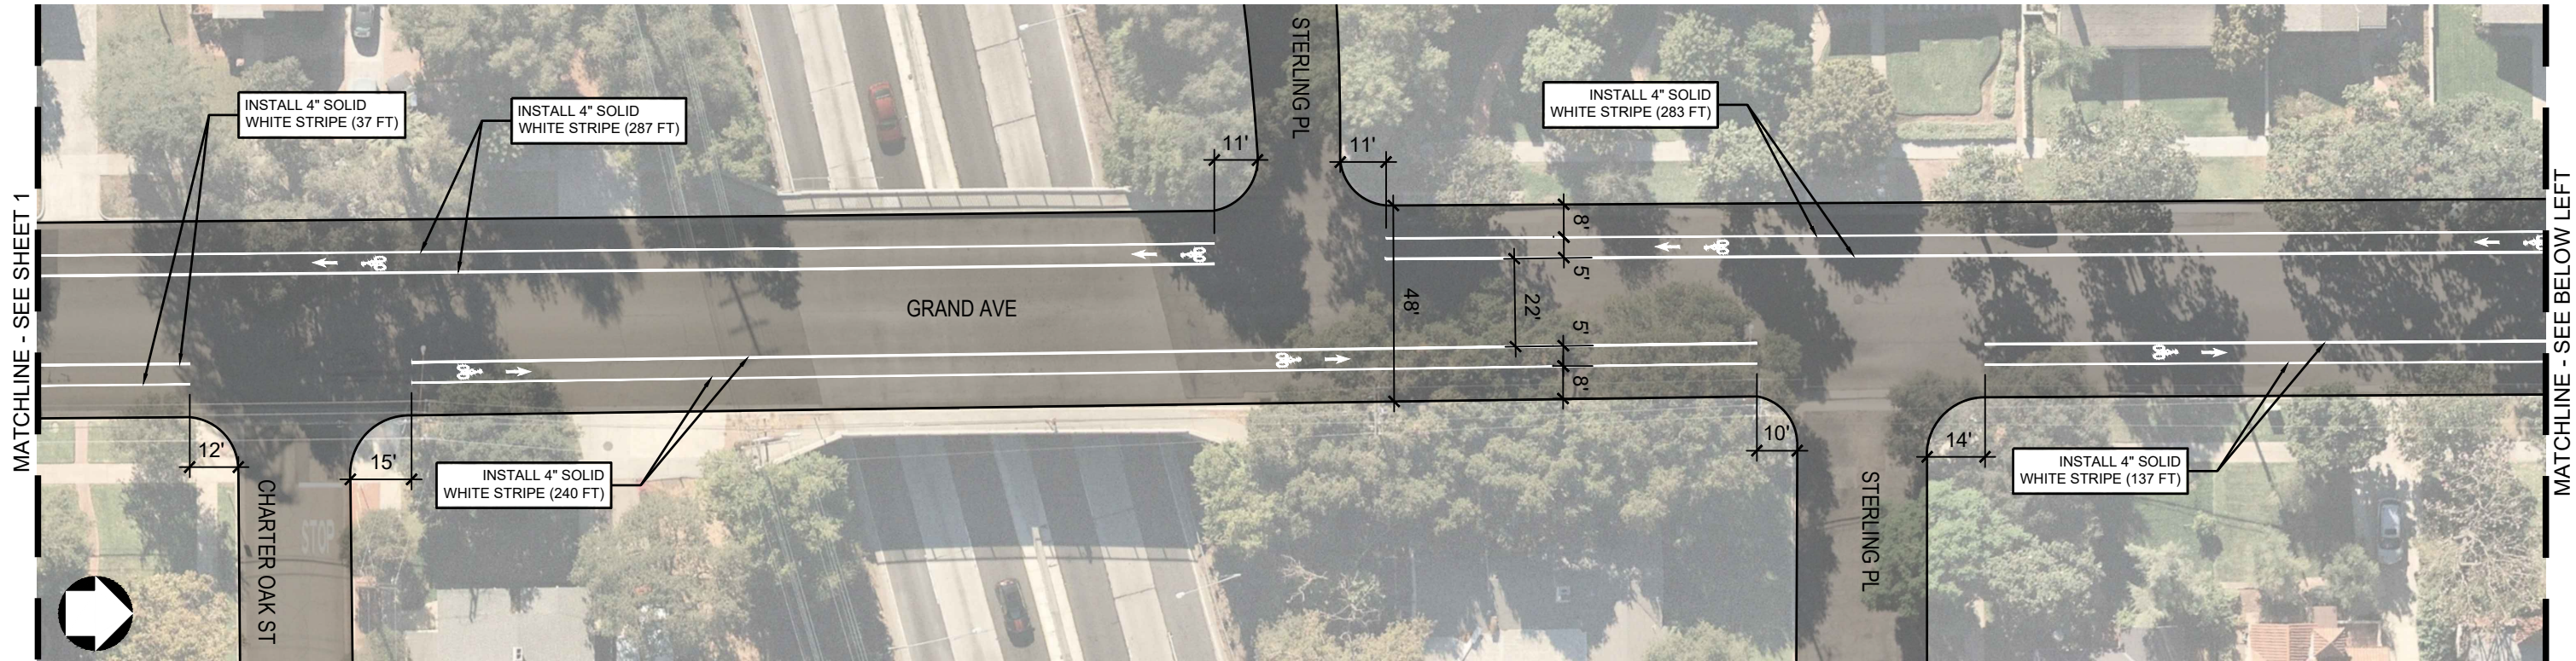 MATCHLINE - SEE SHEET 1
INSTALL 4" SOLID
WHITE STRIPE (37 FT)
INSTALL 4" SOLID
WHITE STRIPE (287 FT)
11'
STERLING PL
11'
INSTALL 4" SOLID
WHITE STRIPE (283 FT)
8'
5'
48'
22'
5'
8'
GRAND AVE
12'
15'
INSTALL 4" SOLID
WHITE STRIPE (240 FT)
CHARTER OAK ST
STOP
10'
14'
STERLING PL
INSTALL 4" SOLID
WHITE STRIPE (137 FT)
MATCHLINE - SEE BELOW LEFT